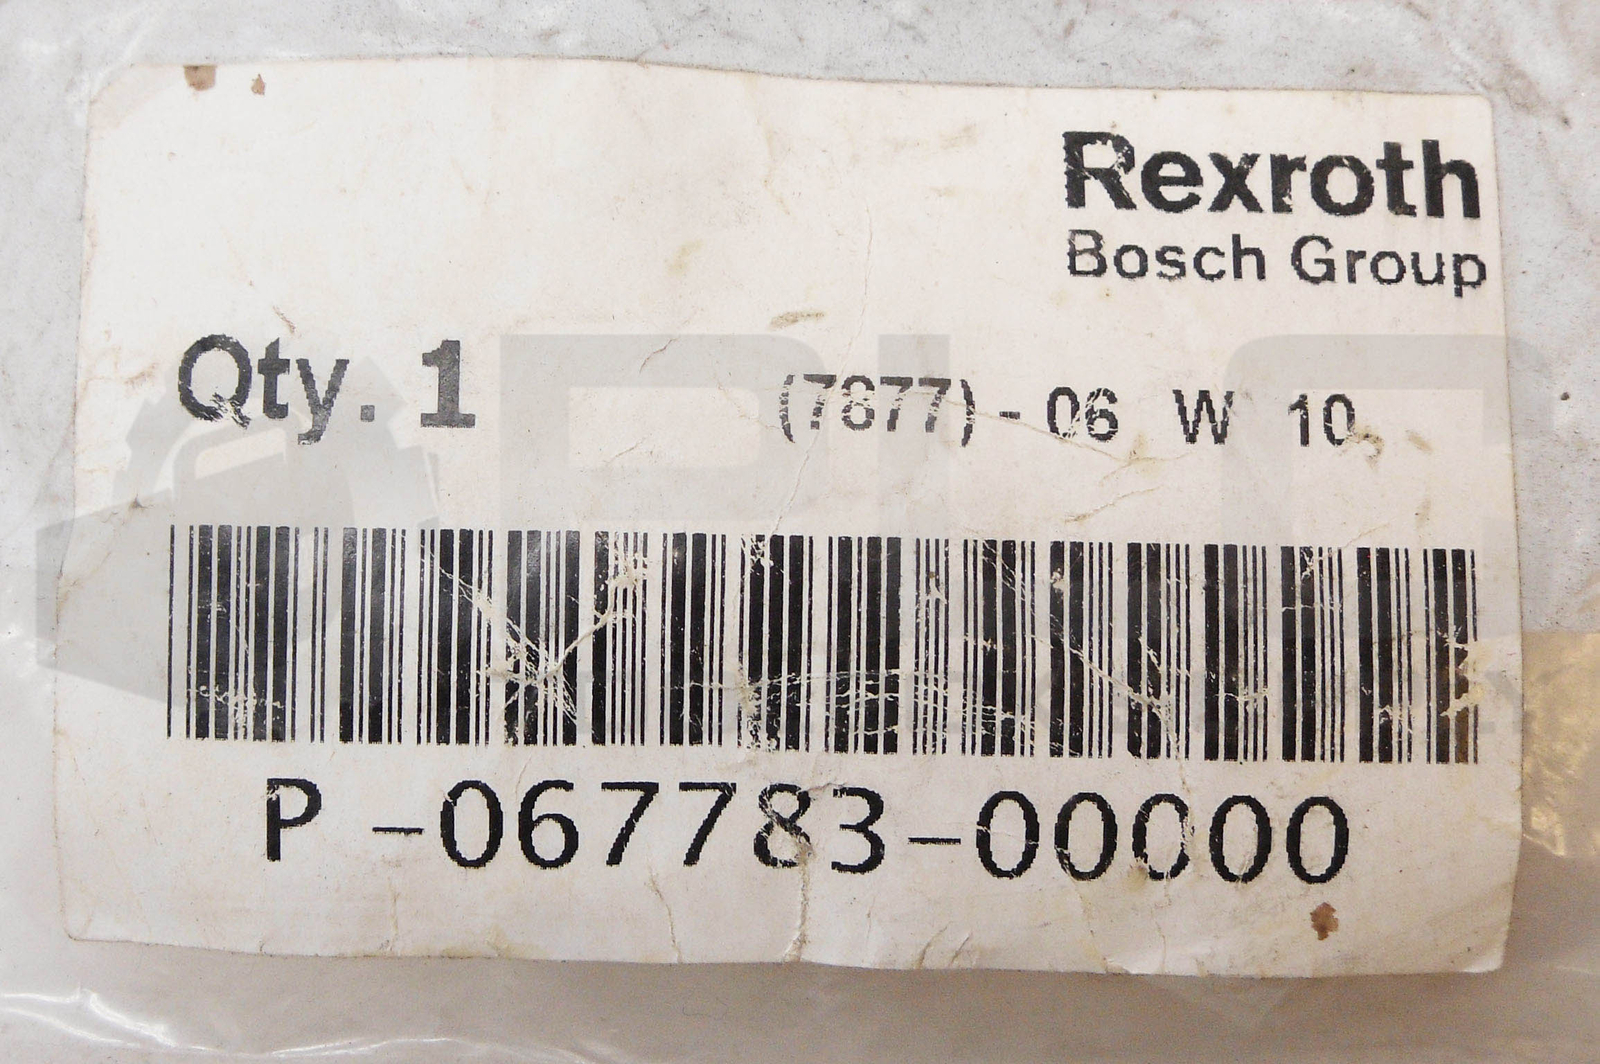 Rexroth
Bosch Group
Qty. 1 (7877) - 06 W 10
P -067783-00000